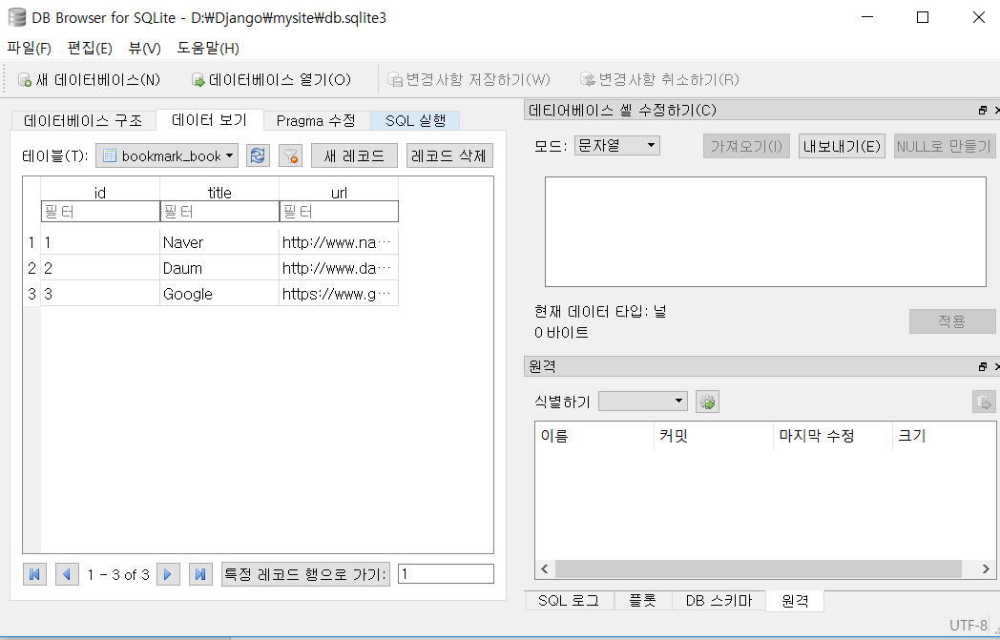 DB Browser for SQLite - D:₩Django₩mysite₩db.sqlite3
파일(F) 편집(E) 뷰(V) 도움말(H)
새 데이터베이스(N) 데이터베이스 열기(O) 변경사항 저장하기(W) 변경사항 취소하기(R)
데이터베이스 구조 데이터 보기 Pragma 수정 SQL 실행
테이블(T): bookmark_book 새 레코드 레코드 삭제
id title url
필터 필터 필터
1 1 Naver http://www.na···
2 2 Daum http://www.da···
3 3 Google https://www.g···
1 - 3 of 3 특정 레코드 행으로 가기: 1
데티어베이스 셀 수정하기(C)
모드: 문자열 가져오기(I) 내보내기(E) NULL로 만들기
현재 데이터 타입: 널
0 바이트
적용
원격
식별하기
이름 커밋 마지막 수정 크기
SQL 로그 플롯 DB 스키마 원격
UTF-8